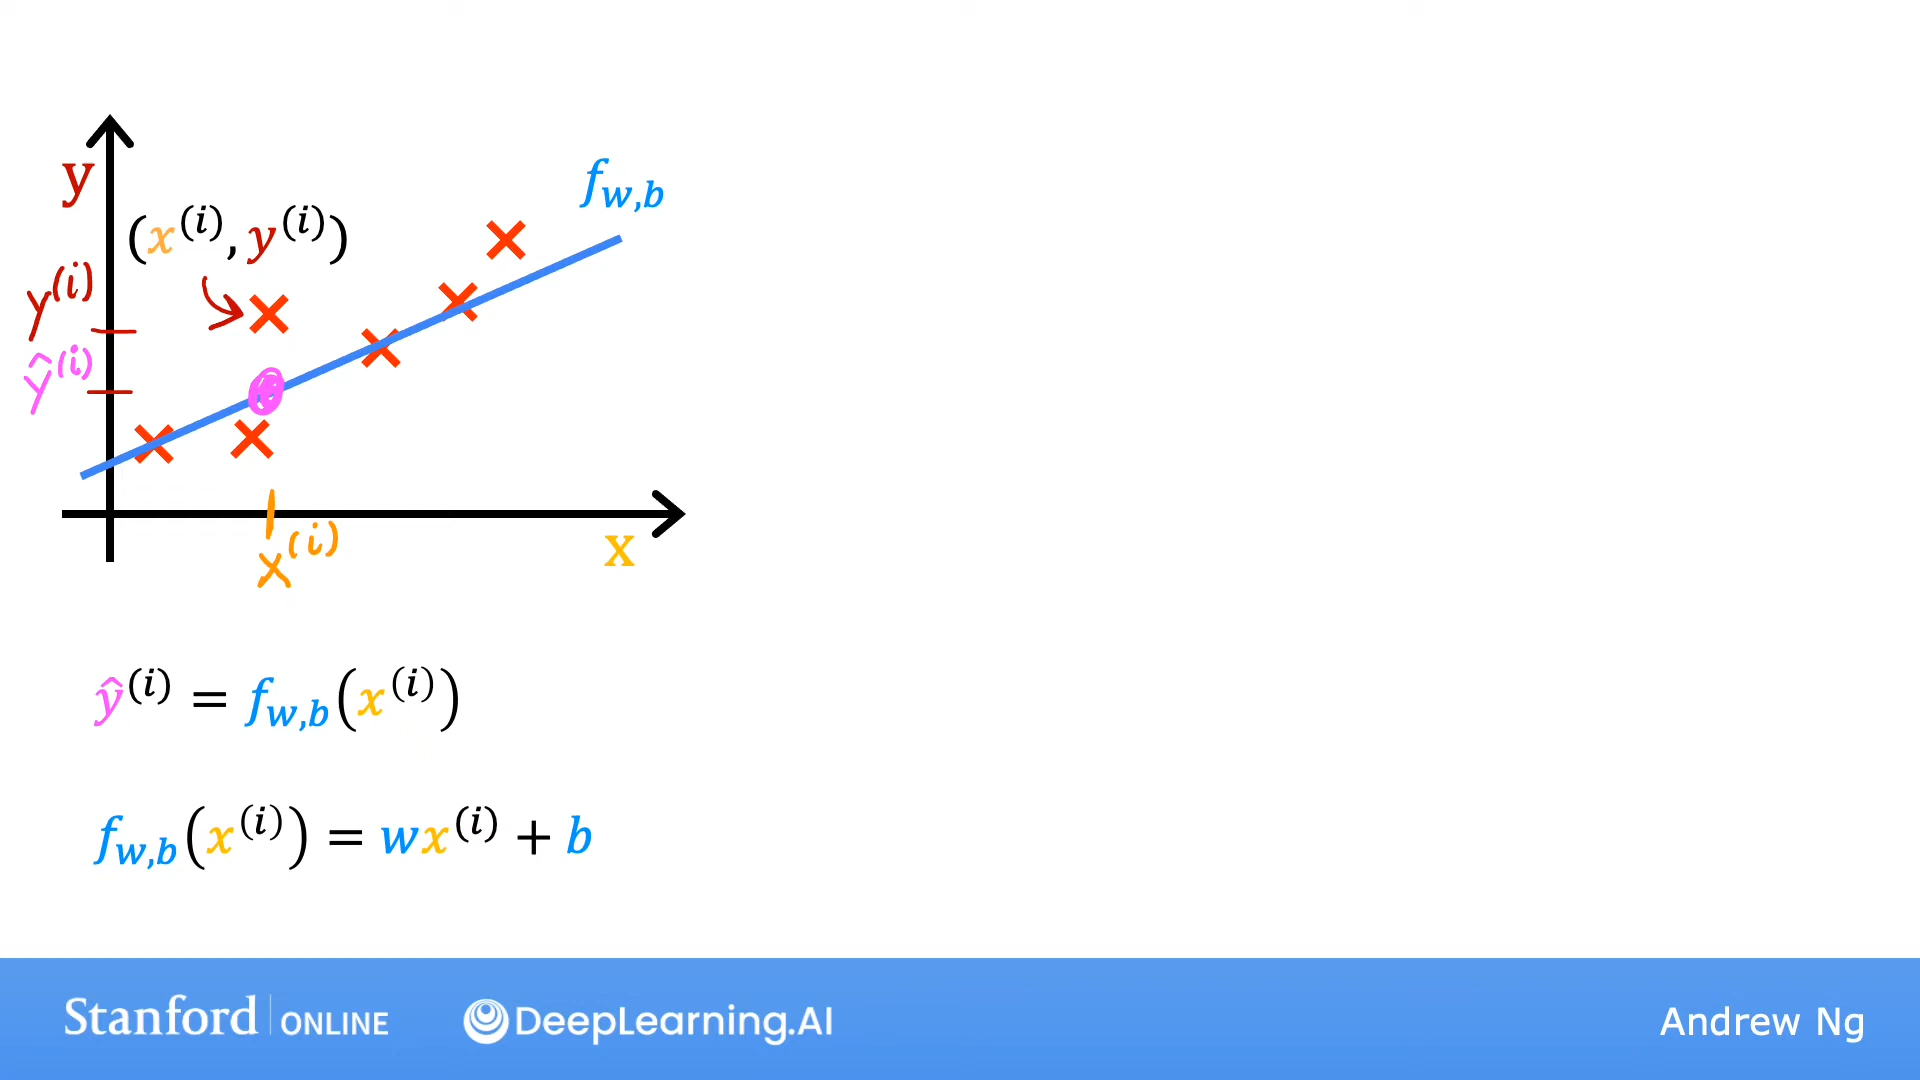 y
f_{w,b}
(x^{(i)}, y^{(i)})
y^{(i)}
ŷ^{(i)}
x^{(i)}
x
ŷ^{(i)} = f_{w,b}(x^{(i)})
f_{w,b}(x^{(i)}) = wx^{(i)} + b
Stanford | ONLINE DeepLearning.AI Andrew Ng